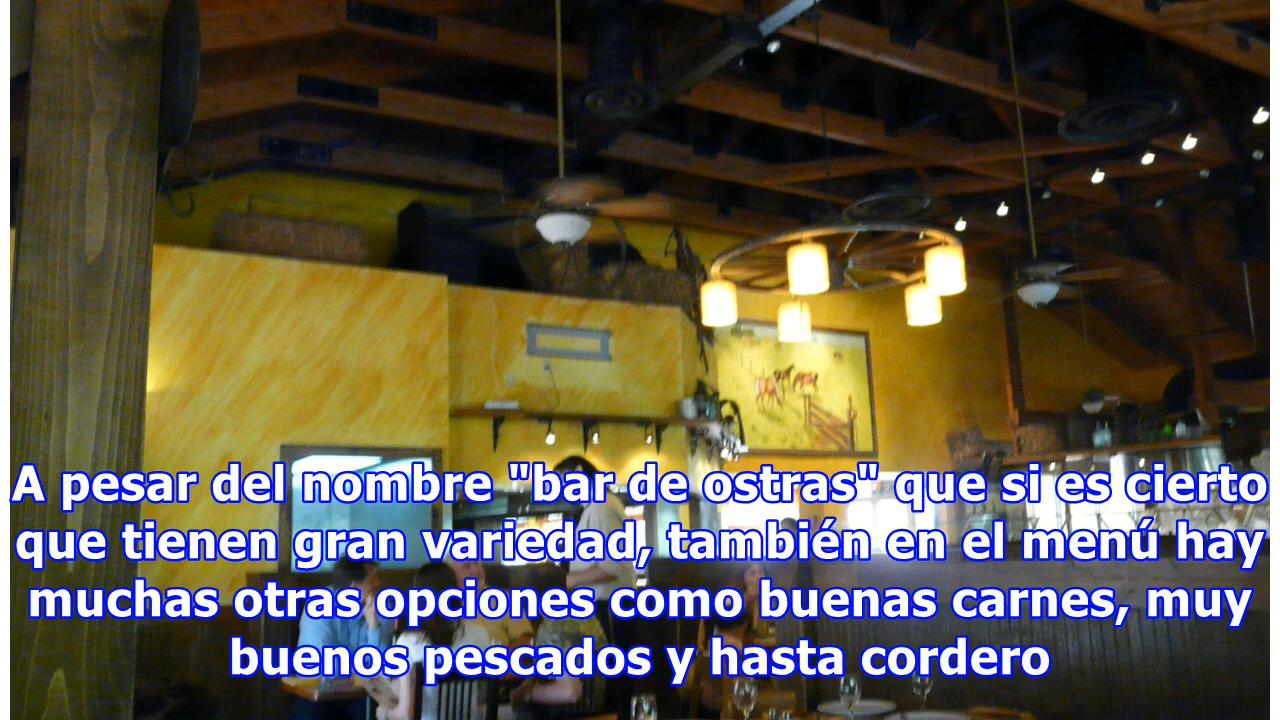 A pesar del nombre "bar de ostras" que si es cierto
que tienen gran variedad, también en el menú hay
muchas otras opciones como buenas carnes, muy
buenos pescados y hasta cordero